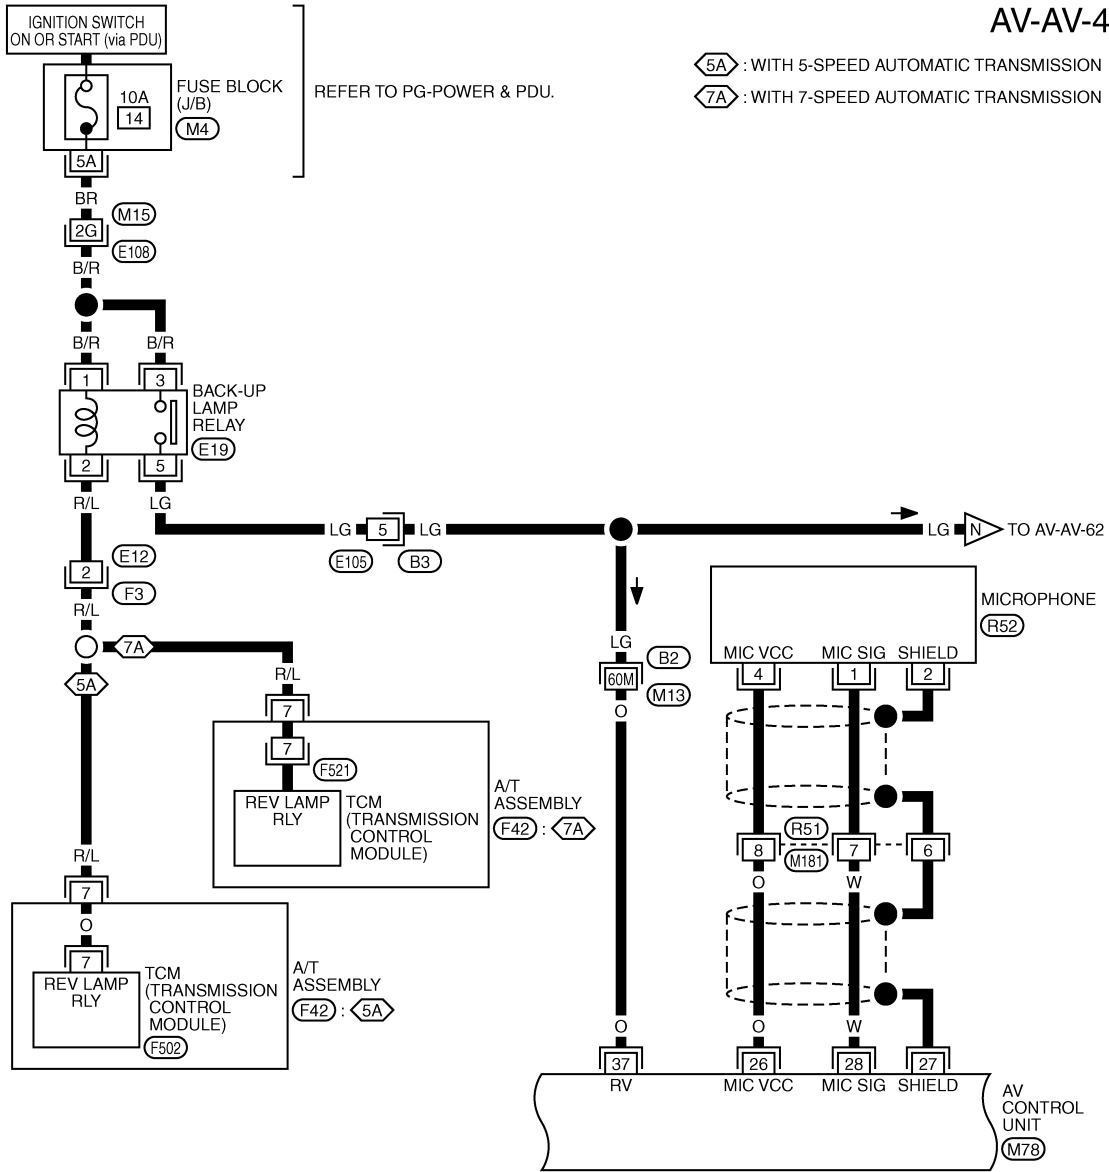 AV-AV-4
IGNITION SWITCH
ON OR START (via PDU)
5A : WITH 5-SPEED AUTOMATIC TRANSMISSION
7A : WITH 7-SPEED AUTOMATIC TRANSMISSION
10A
14
FUSE BLOCK
(J/B)
M4
REFER TO PG-POWER & PDU.
5A
BR
M15
2G
E108
B/R
B/R
B/R
1
3
BACK-UP
LAMP
RELAY
E19
2
5
R/L
LG
LG
5
LG
E105
B3
LG
N
TO AV-AV-62
E12
2
F3
R/L
7A
5A
R/L
7
7
F521
REV LAMP
RLY
TCM
(TRANSMISSION
CONTROL
MODULE)
A/T
ASSEMBLY
F42 : 7A
LG
B2
60M
M13
O
MICROPHONE
R52
MIC VCC
MIC SIG
SHIELD
4
1
2
R51
8
M181
7
6
O
W
R/L
7
O
7
REV LAMP
RLY
TCM
(TRANSMISSION
CONTROL
MODULE)
F502
A/T
ASSEMBLY
F42 : 5A
O
O
W
37
26
28
27
RV
MIC VCC
MIC SIG
SHIELD
AV
CONTROL
UNIT
M78